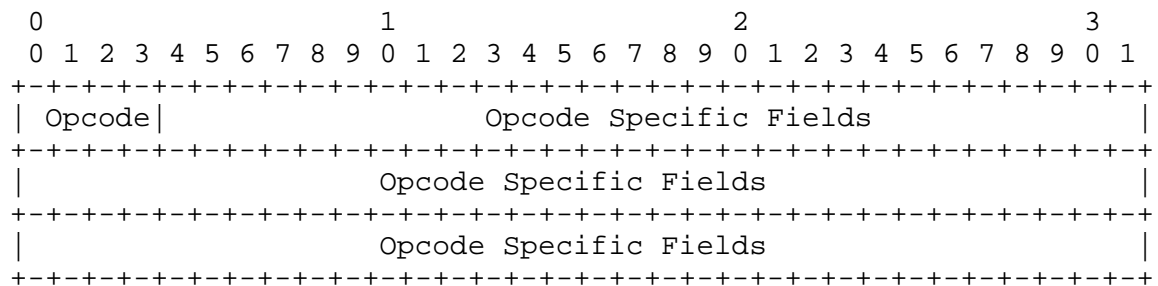 0                   1                   2                   3
 0 1 2 3 4 5 6 7 8 9 0 1 2 3 4 5 6 7 8 9 0 1 2 3 4 5 6 7 8 9 0 1
+-+-+-+-+-+-+-+-+-+-+-+-+-+-+-+-+-+-+-+-+-+-+-+-+-+-+-+-+-+-+-+-+
| Opcode|                  Opcode Specific Fields               |
+-+-+-+-+-+-+-+-+-+-+-+-+-+-+-+-+-+-+-+-+-+-+-+-+-+-+-+-+-+-+-+-+
|                    Opcode Specific Fields                     |
+-+-+-+-+-+-+-+-+-+-+-+-+-+-+-+-+-+-+-+-+-+-+-+-+-+-+-+-+-+-+-+-+
|                    Opcode Specific Fields                     |
+-+-+-+-+-+-+-+-+-+-+-+-+-+-+-+-+-+-+-+-+-+-+-+-+-+-+-+-+-+-+-+-+